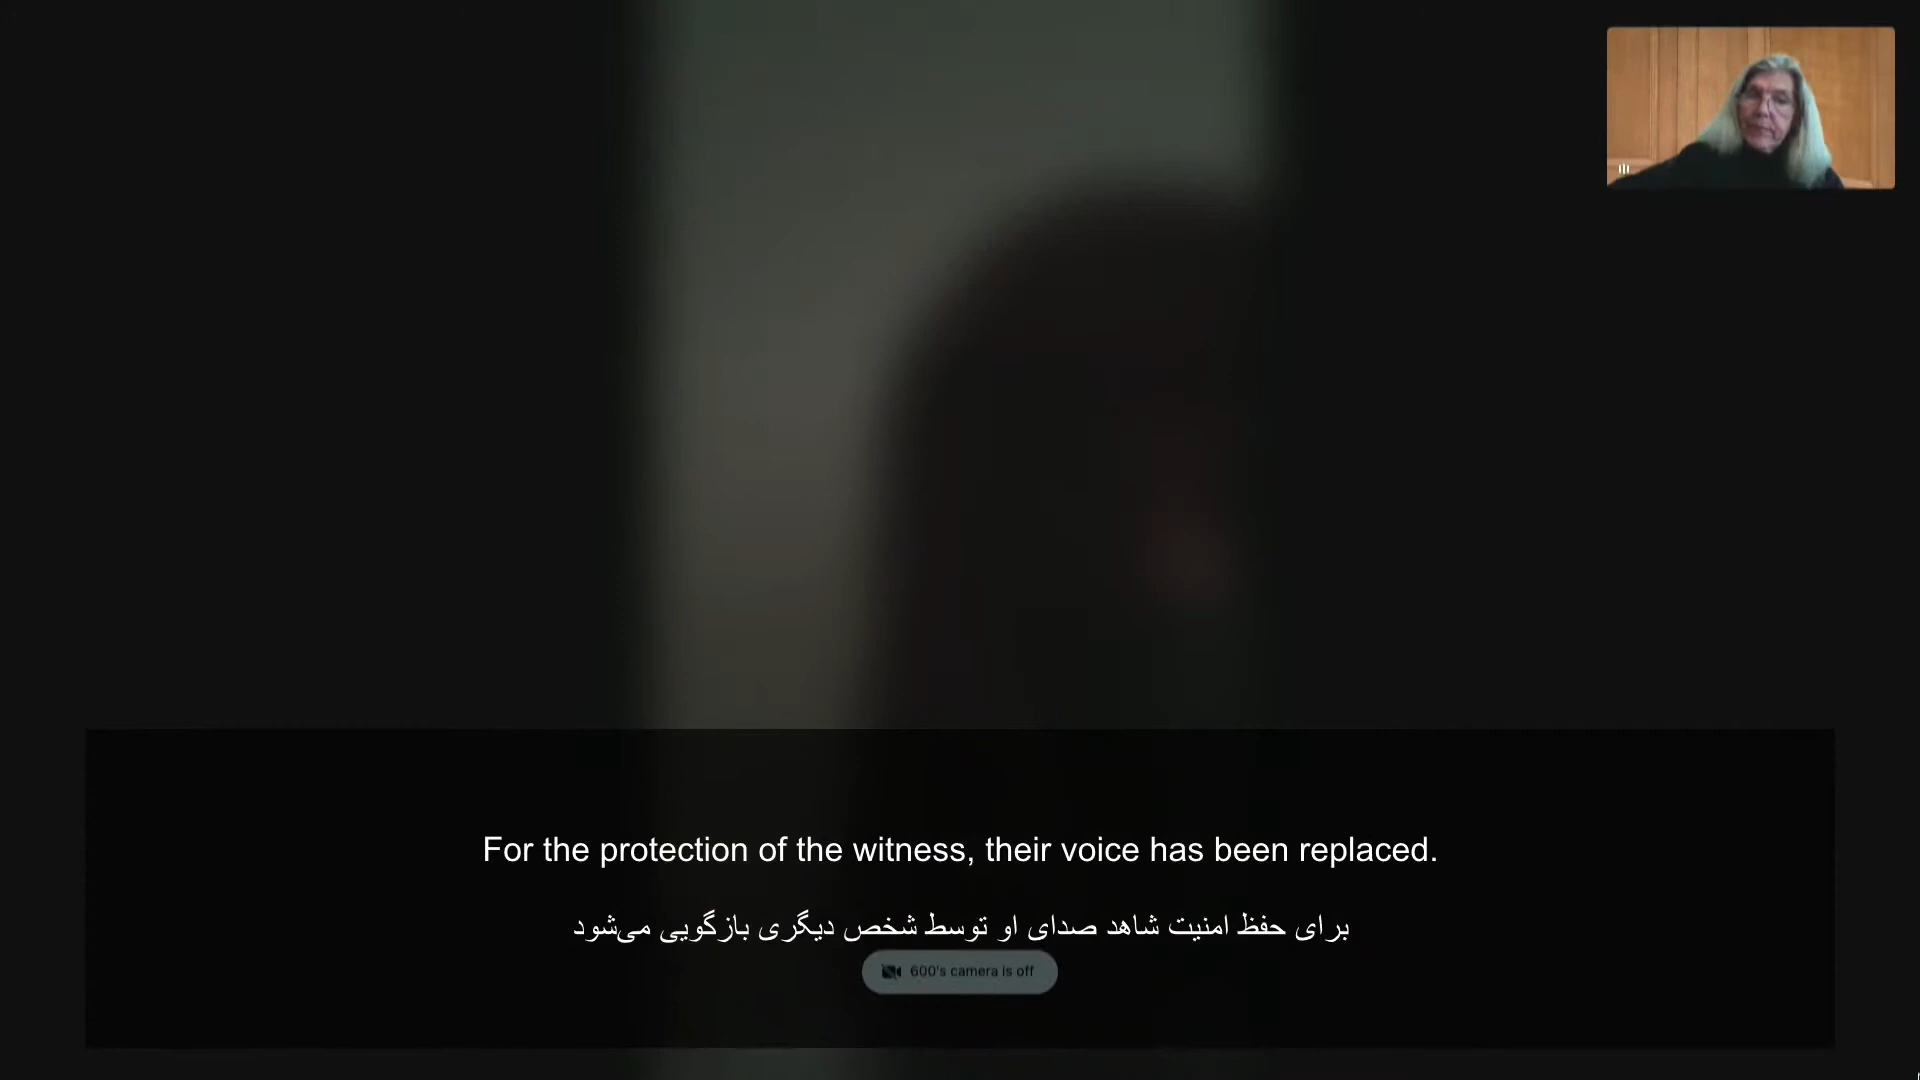 For the protection of the witness, their voice has been replaced.
برای حفظ امنیت شاهد صدای او توسط شخص دیگری بازگویی می‌شود
600's camera is off